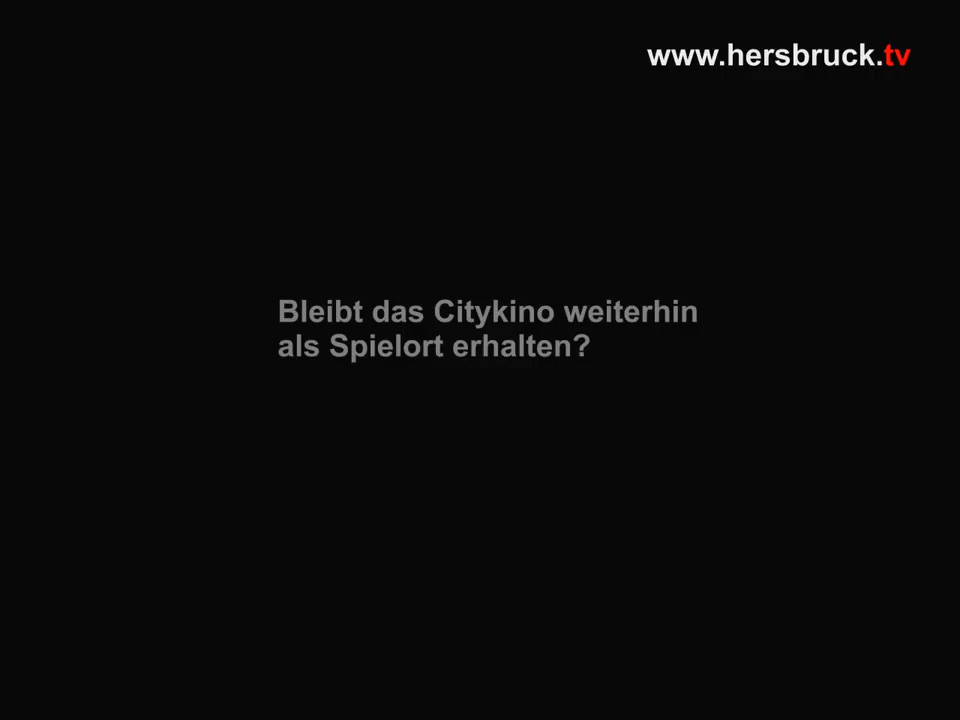 www.hersbruck.tv
Bleibt das Citykino weiterhin
als Spielort erhalten?